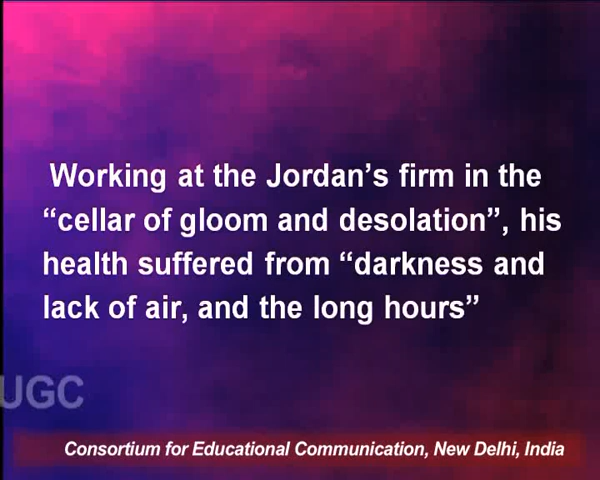 Working at the Jordan’s firm in the
“cellar of gloom and desolation”, his
health suffered from “darkness and
lack of air, and the long hours”
UGC
Consortium for Educational Communication, New Delhi, India